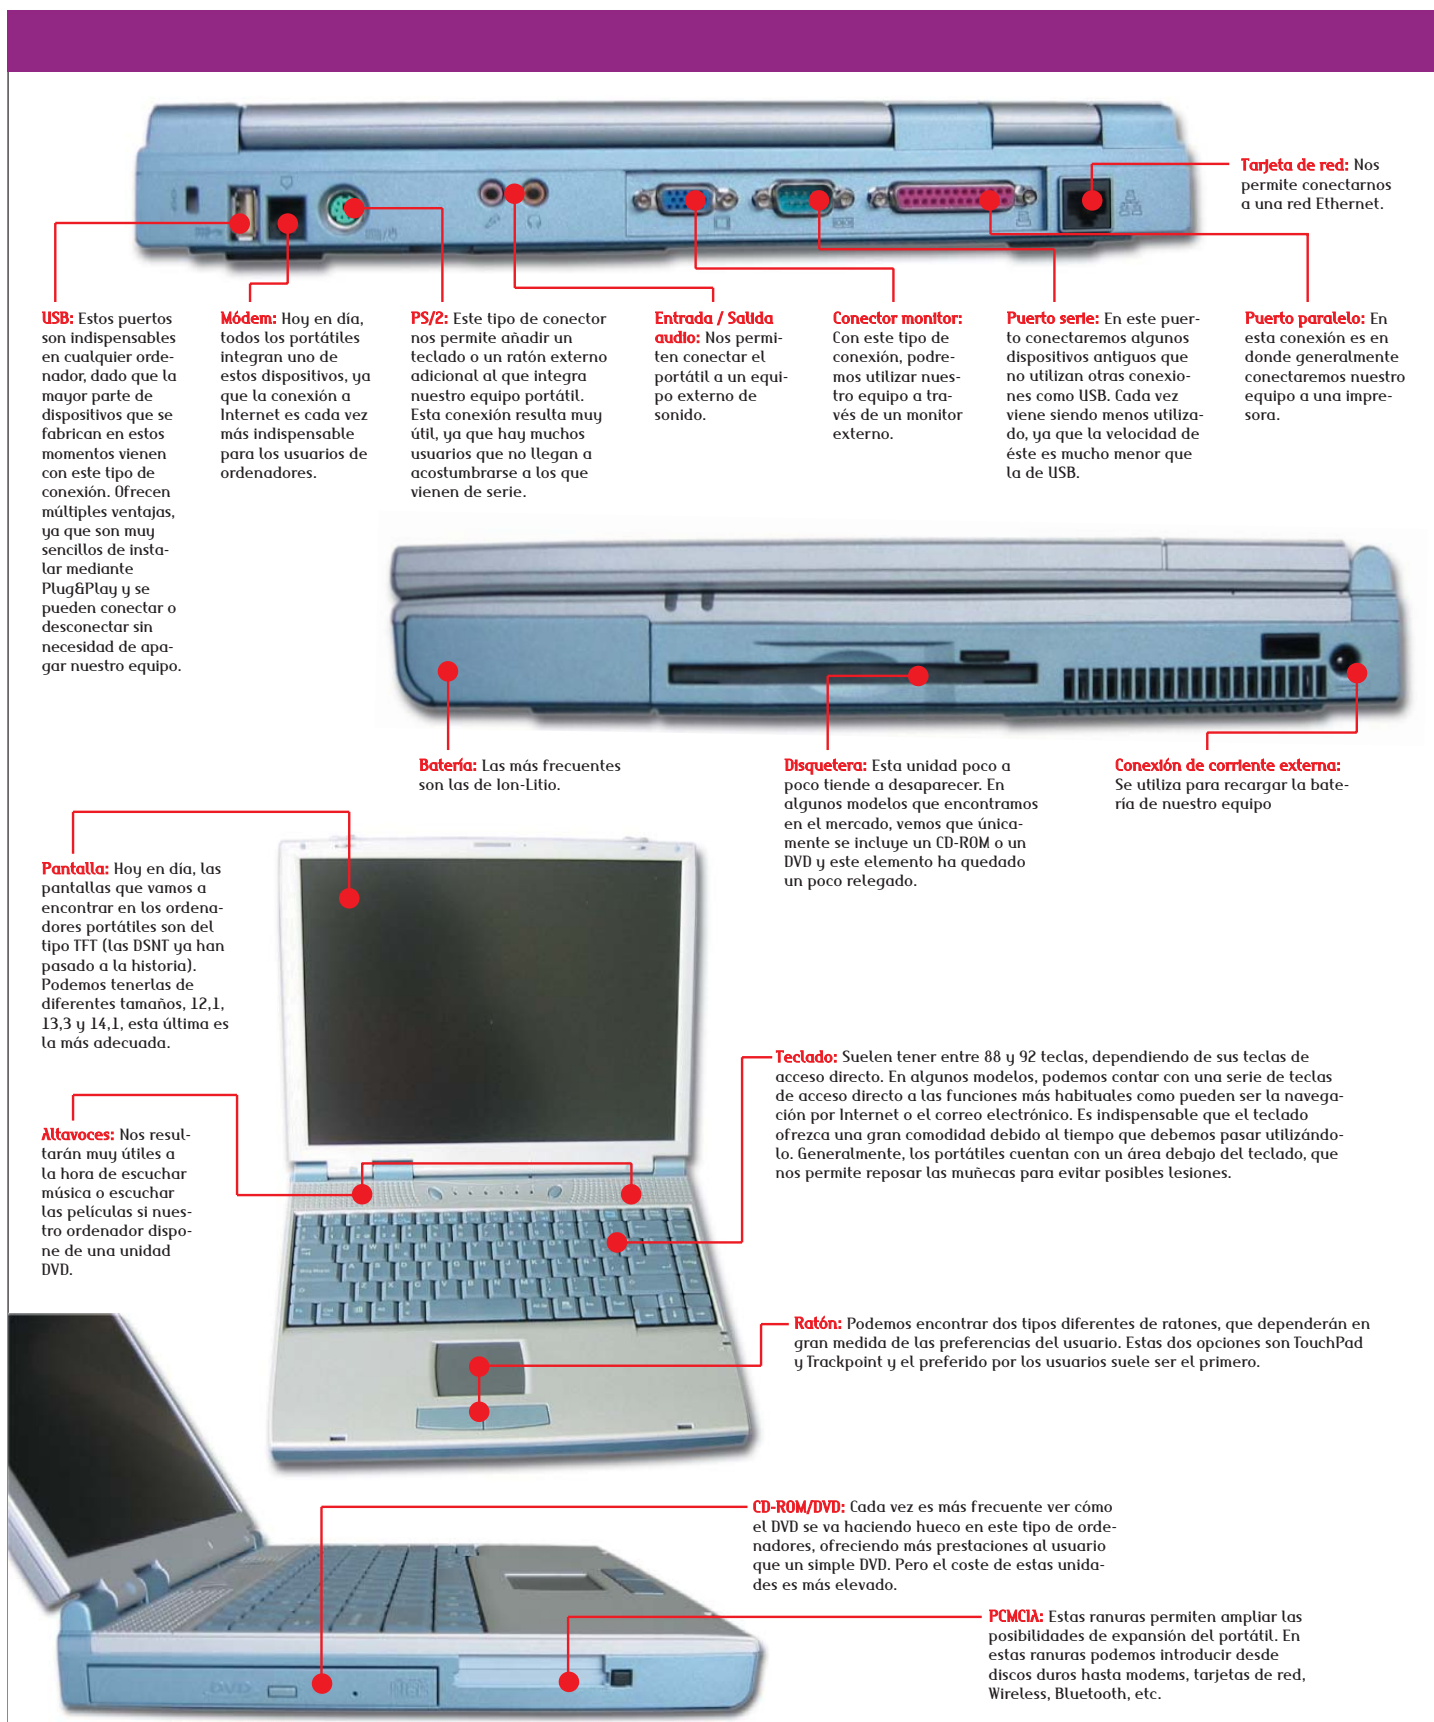 Tarjeta de red: Nos
permite conectarnos
a una red Ethernet.
USB: Estos puertos
son indispensables
en cualquier orde-
nador, dado que la
mayor parte de
dispositivos que se
fabrican en estos
momentos vienen
con este tipo de
conexión. Ofrecen
múltiples ventajas,
ya que son muy
sencillos de insta-
lar mediante
Plug&Play y se
pueden conectar o
desconectar sin
necesidad de apa-
gar nuestro equipo.
Módem: Hoy en día,
todos los portátiles
integran uno de
estos dispositivos, ya
que la conexión a
Internet es cada vez
más indispensable
para los usuarios de
ordenadores.
PS/2: Este tipo de conector
nos permite añadir un
teclado o un ratón externo
adicional al que integra
nuestro equipo portátil.
Esta conexión resulta muy
útil, ya que hay muchos
usuarios que no llegan a
acostumbrarse a los que
vienen de serie.
Entrada / Salida
audio: Nos permi-
ten conectar el
portátil a un equi-
po externo de
sonido.
Conector monitor:
Con este tipo de
conexión, podre-
mos utilizar nues-
tro equipo a tra-
vés de un monitor
externo.
Puerto serie: En este puer-
to conectaremos algunos
dispositivos antiguos que
no utilizan otras conexio-
nes como USB. Cada vez
viene siendo menos utiliza-
do, ya que la velocidad de
éste es mucho menor que
la de USB.
Puerto paralelo: En
esta conexión es en
donde generalmente
conectaremos nuestro
equipo a una impre-
sora.
Batería: Las más frecuentes
son las de Ion-Litio.
Disquetera: Esta unidad poco a
poco tiende a desaparecer. En
algunos modelos que encontramos
en el mercado, vemos que única-
mente se incluye un CD-ROM o un
DVD y este elemento ha quedado
un poco relegado.
Conexión de corriente externa:
Se utiliza para recargar la bate-
ría de nuestro equipo
Pantalla: Hoy en día, las
pantallas que vamos a
encontrar en los ordena-
dores portátiles son del
tipo TFT (las DSNT ya han
pasado a la historia).
Podemos tenerlas de
diferentes tamaños, 12,1,
13,3 y 14,1, esta última es
la más adecuada.
Teclado: Suelen tener entre 88 y 92 teclas, dependiendo de sus teclas de
acceso directo. En algunos modelos, podemos contar con una serie de teclas
de acceso directo a las funciones más habituales como pueden ser la navega-
ción por Internet o el correo electrónico. Es indispensable que el teclado
ofrezca una gran comodidad debido al tiempo que debemos pasar utilizándo-
lo. Generalmente, los portátiles cuentan con un área debajo del teclado, que
nos permite reposar las muñecas para evitar posibles lesiones.
Altavoces: Nos resul-
tarán muy útiles a
la hora de escuchar
música o escuchar
las películas si nues-
tro ordenador dispo-
ne de una unidad
DVD.
Ratón: Podemos encontrar dos tipos diferentes de ratones, que dependerán en
gran medida de las preferencias del usuario. Estas dos opciones son TouchPad
y Trackpoint y el preferido por los usuarios suele ser el primero.
CD-ROM/DVD: Cada vez es más frecuente ver cómo
el DVD se va haciendo hueco en este tipo de orde-
nadores, ofreciendo más prestaciones al usuario
que un simple DVD. Pero el coste de estas unida-
des es más elevado.
PCMCIA: Estas ranuras permiten ampliar las
posibilidades de expansión del portátil. En
estas ranuras podemos introducir desde
discos duros hasta modems, tarjetas de red,
Wireless, Bluetooth, etc.
DVD